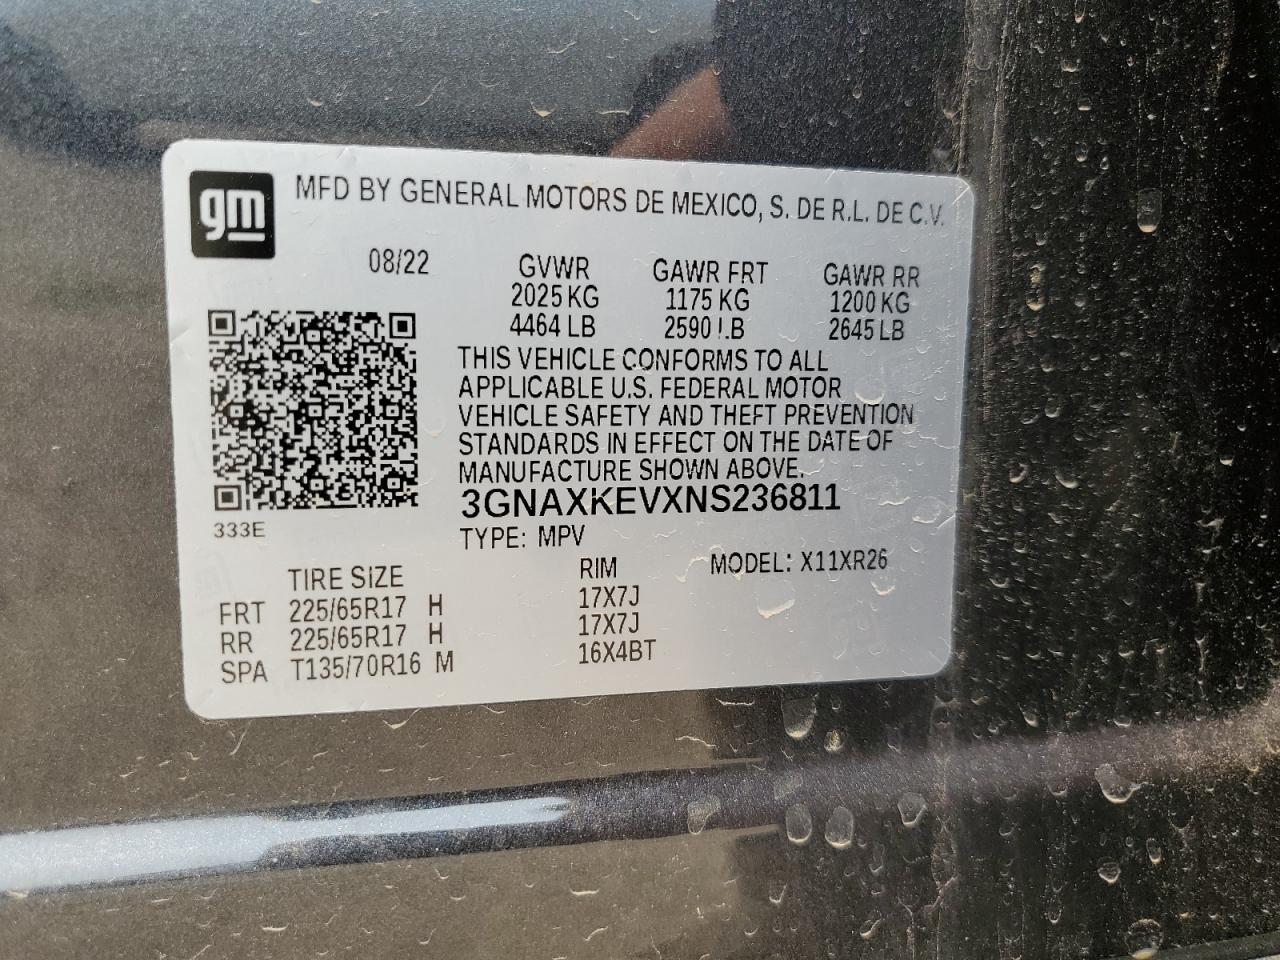 gm
MFD BY GENERAL MOTORS DE MEXICO, S. DE R.L. DE C.V.
08/22 GVWR GAWR FRT GAWR RR
2025 KG 1175 KG 1200 KG
4464 LB 2590 LB 2645 LB
THIS VEHICLE CONFORMS TO ALL
APPLICABLE U.S. FEDERAL MOTOR
VEHICLE SAFETY AND THEFT PREVENTION
STANDARDS IN EFFECT ON THE DATE OF
MANUFACTURE SHOWN ABOVE.
3GNAXKEVXNS236811
333E
TYPE: MPV
TIRE SIZE RIM MODEL: X11XR26
FRT 225/65R17 H 17X7J
RR 225/65R17 H 17X7J
SPA T135/70R16 M 16X4BT